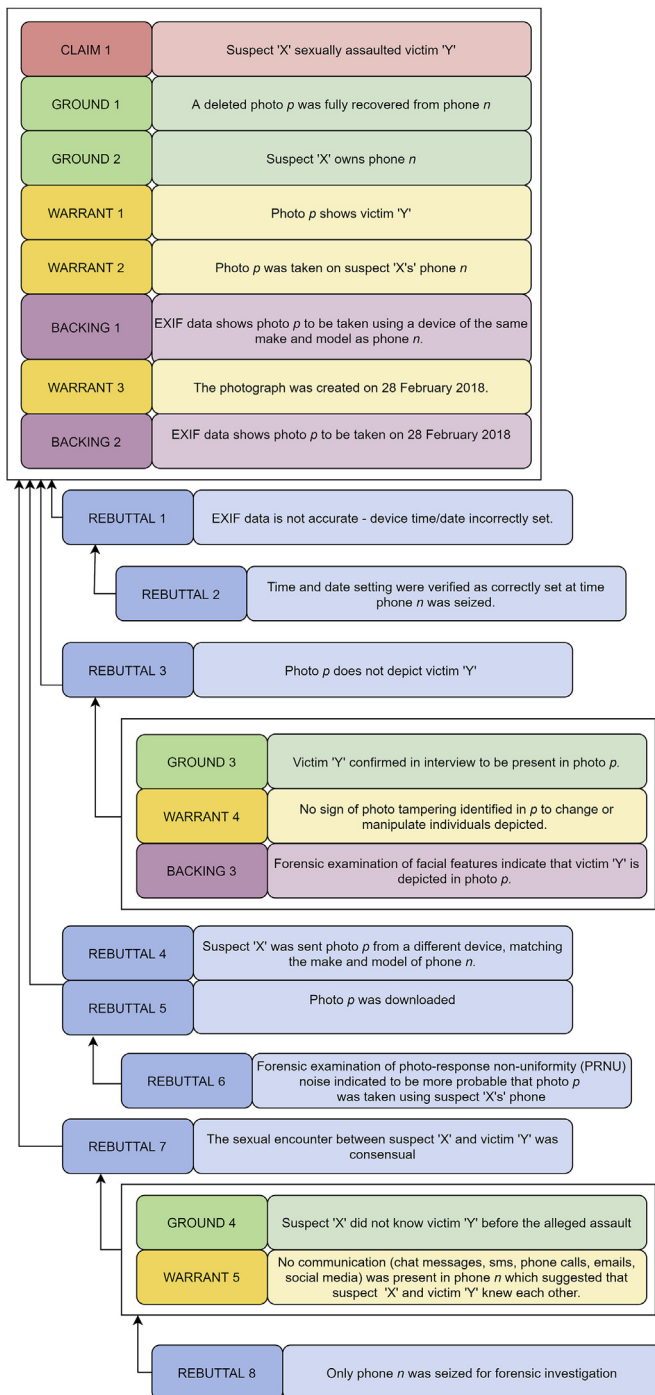 CLAIM 1
Suspect 'X' sexually assaulted victim 'Y'
GROUND 1
A deleted photo p was fully recovered from phone n
GROUND 2
Suspect 'X' owns phone n
WARRANT 1
Photo p shows victim 'Y'
WARRANT 2
Photo p was taken on suspect 'X's' phone n
BACKING 1
EXIF data shows photo p to be taken using a device of the same
make and model as phone n.
WARRANT 3
The photograph was created on 28 February 2018.
BACKING 2
EXIF data shows photo p to be taken on 28 February 2018
REBUTTAL 1
EXIF data is not accurate - device time/date incorrectly set.
REBUTTAL 2
Time and date setting were verified as correctly set at time
phone n was seized.
REBUTTAL 3
Photo p does not depict victim 'Y'
GROUND 3
Victim 'Y' confirmed in interview to be present in photo p.
WARRANT 4
No sign of photo tampering identified in p to change or
manipulate individuals depicted.
BACKING 3
Forensic examination of facial features indicate that victim 'Y' is
depicted in photo p.
REBUTTAL 4
Suspect 'X' was sent photo p from a different device, matching
the make and model of phone n.
REBUTTAL 5
Photo p was downloaded
REBUTTAL 6
Forensic examination of photo-response non-uniformity (PRNU)
noise indicated to be more probable that photo p
was taken using suspect 'X's' phone
REBUTTAL 7
The sexual encounter between suspect 'X' and victim 'Y' was
consensual
GROUND 4
Suspect 'X' did not know victim 'Y' before the alleged assault
WARRANT 5
No communication (chat messages, sms, phone calls, emails,
social media) was present in phone n which suggested that
suspect 'X' and victim 'Y' knew each other.
REBUTTAL 8
Only phone n was seized for forensic investigation